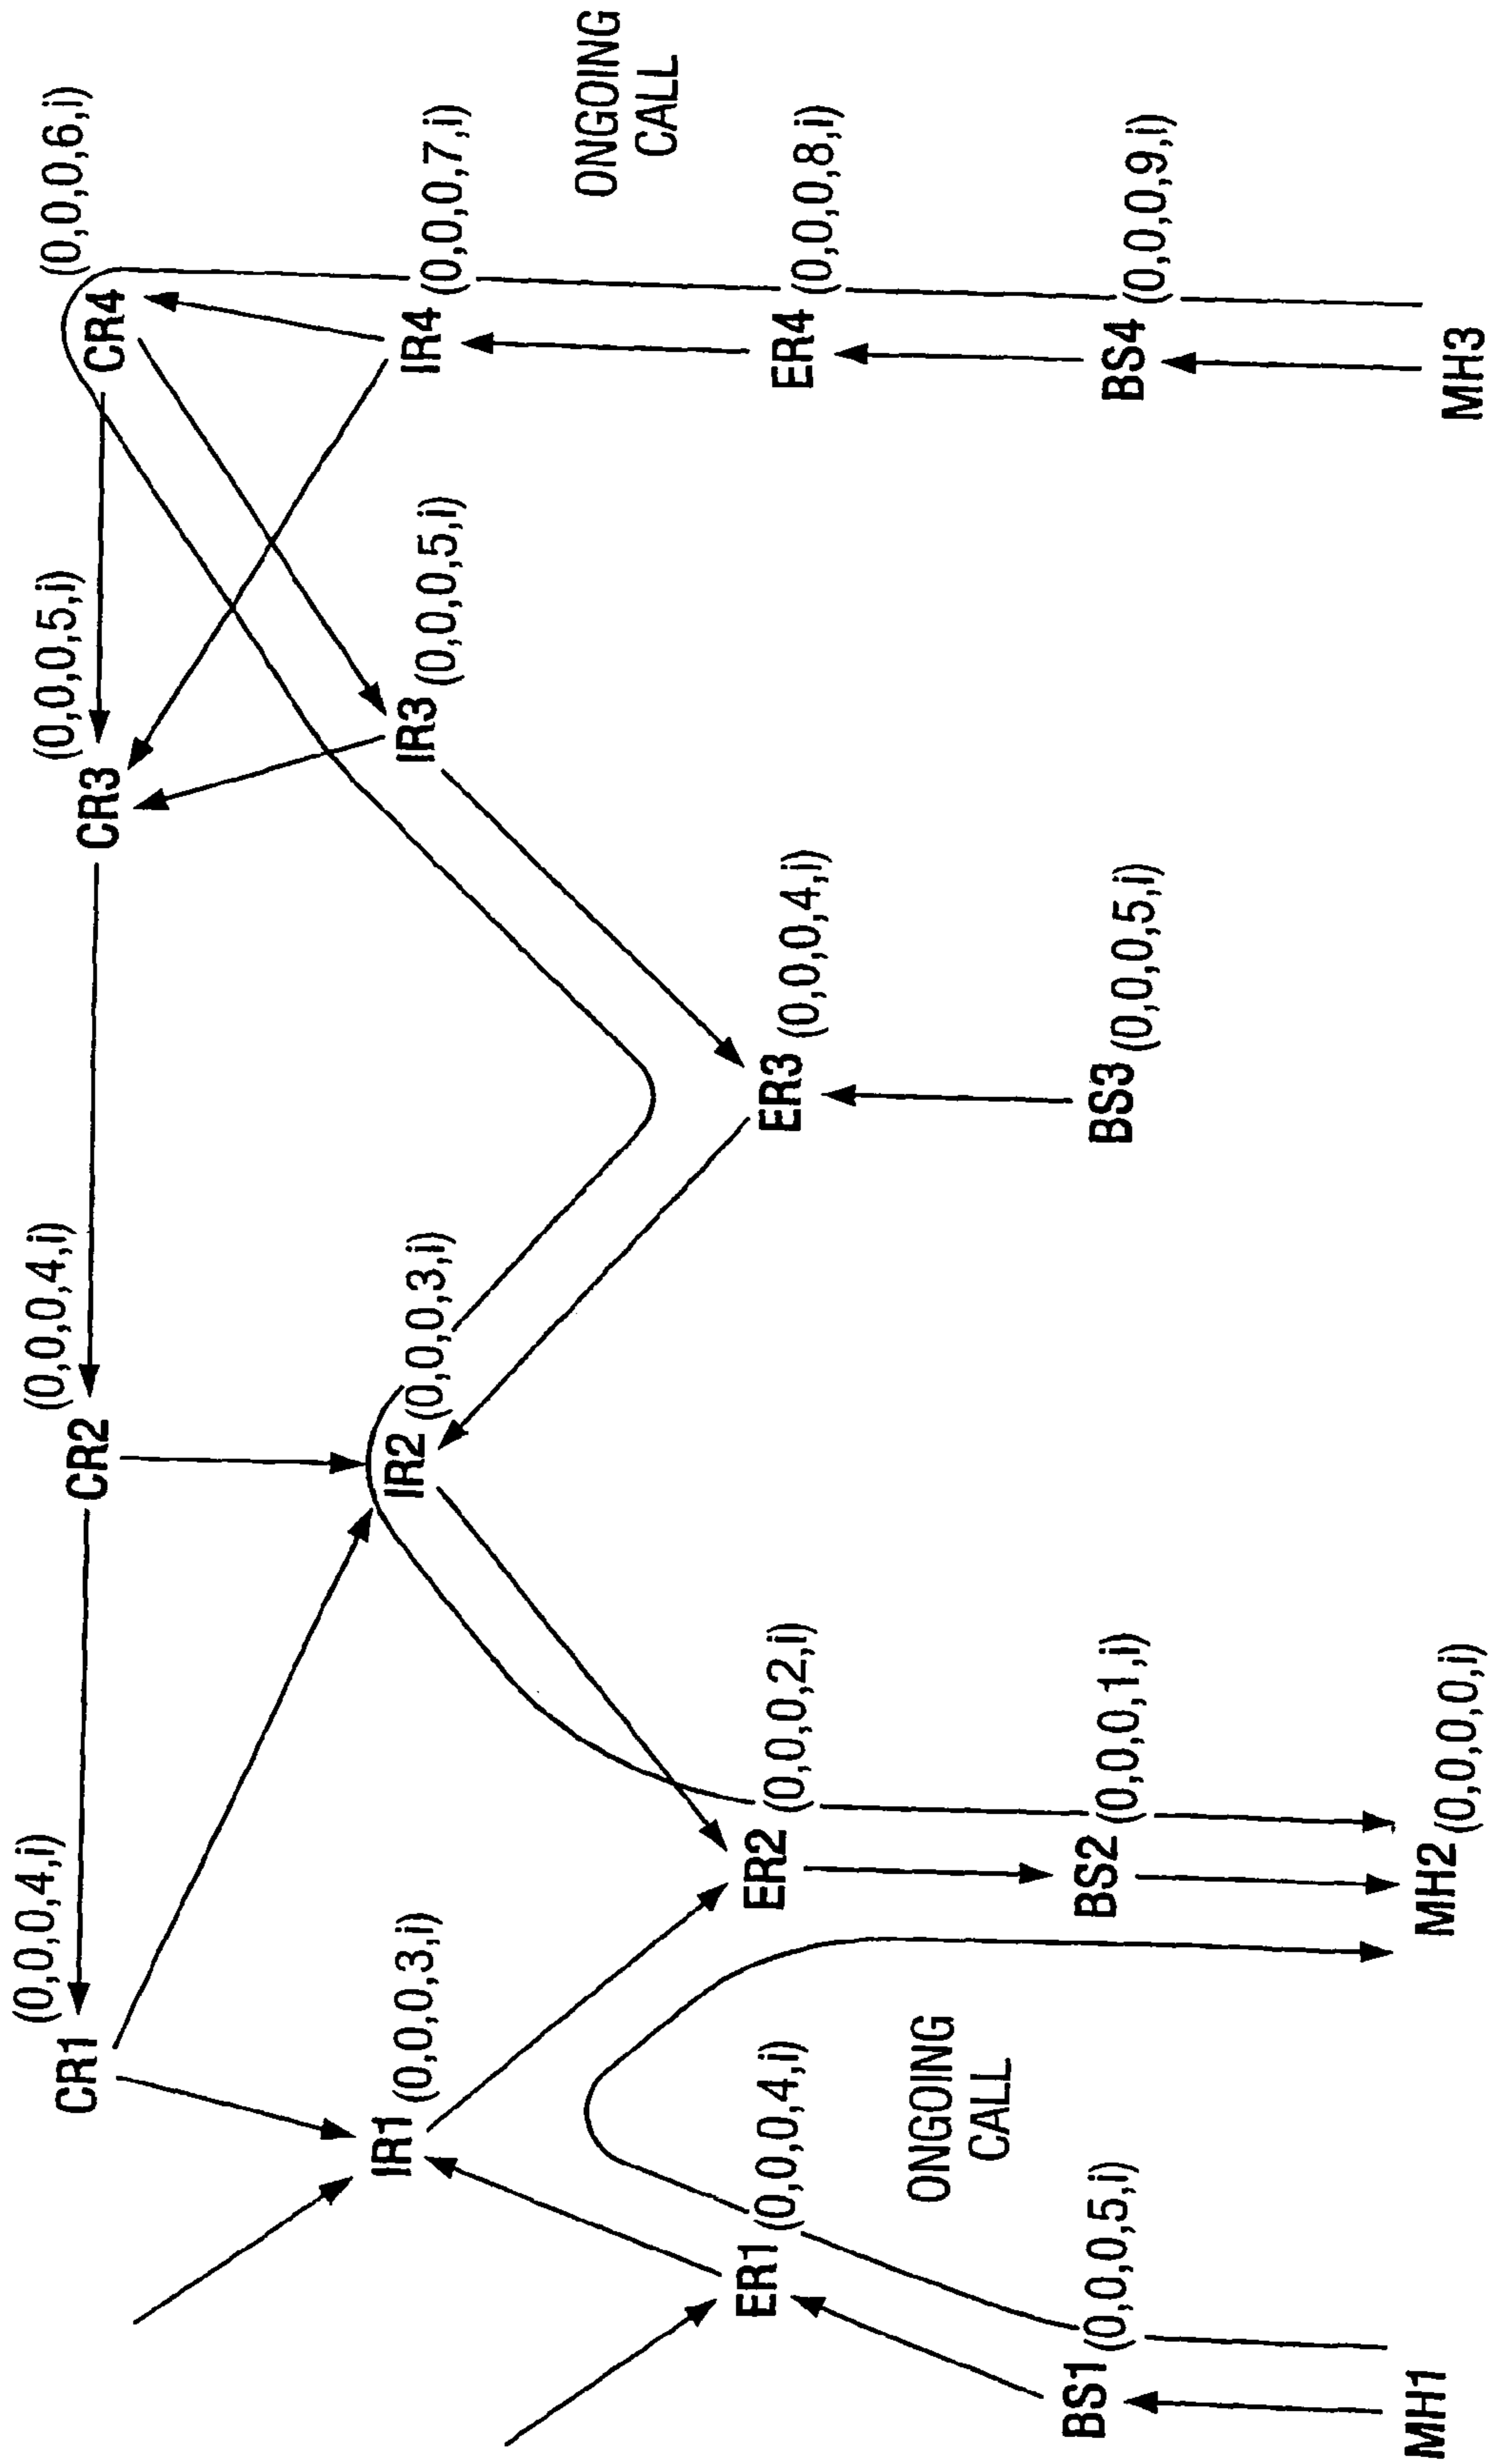 CR1 (0,0,0,4,i)
CR2 (0,0,0,4,i)
CR3 (0,0,0,5,i)
CR4 (0,0,0,6,i)
IR1 (0,0,0,3,i)
IR2 (0,0,0,3,i)
IR3 (0,0,0,5,i)
IR4 (0,0,0,7,i)
ONGOING
CALL
ER1 (0,0,0,4,i)
ER2 (0,0,0,2,i)
ER3 (0,0,0,4,i)
ER4 (0,0,0,8,i)
ONGOING
CALL
BS1 (0,0,0,5,i)
BS2 (0,0,0,1,i)
BS3 (0,0,0,5,i)
BS4 (0,0,0,9,i)
MH1
MH2 (0,0,0,0,i)
MH3